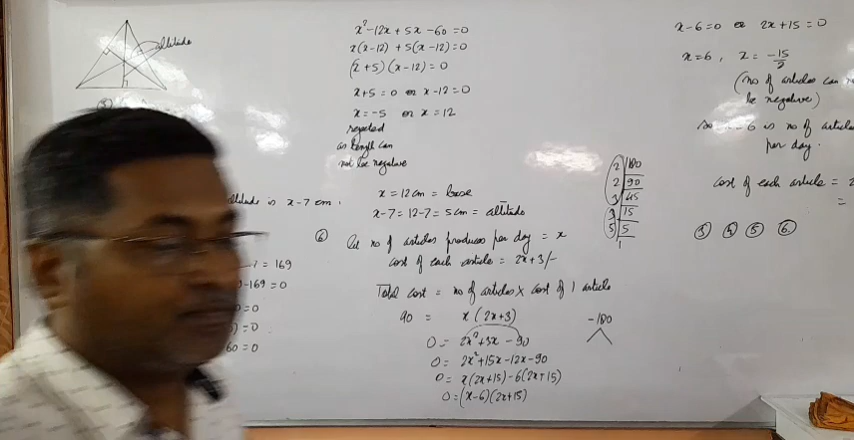 altitude
altitude is x-7 cm.
= 169
-169 = 0
=0
) =0
60 =0
x²-12x + 5x -60 =0
x(x-12) + 5(x-12) =0
(x+5) (x-12) = 0
x+5 = 0 or x-12=0
x = -5 or x = 12
rejected
as length can
not be negative
x = 12 cm = base
x-7 = 12-7 = 5cm = altitude
⑥ let no of articles produces per day = x
cost of each article = 2x+3/-
Total cost = no of articles x cost of 1 article
90 = x (2x+3)
0 = 2x²+3x - 90
0 = 2x²+15x-12x-90
0 = x(2x+15)-6(2x+15)
0 = (x-6)(2x+15)
2 180
2 90
3 45
3 15
5 5
1
-180
x-6=0 or 2x+15=0
x=6, x = -15/2
(no of articles can
be negative)
is no of article
per day.
cost of each article = 2
=
③ ④ ⑤ ⑥